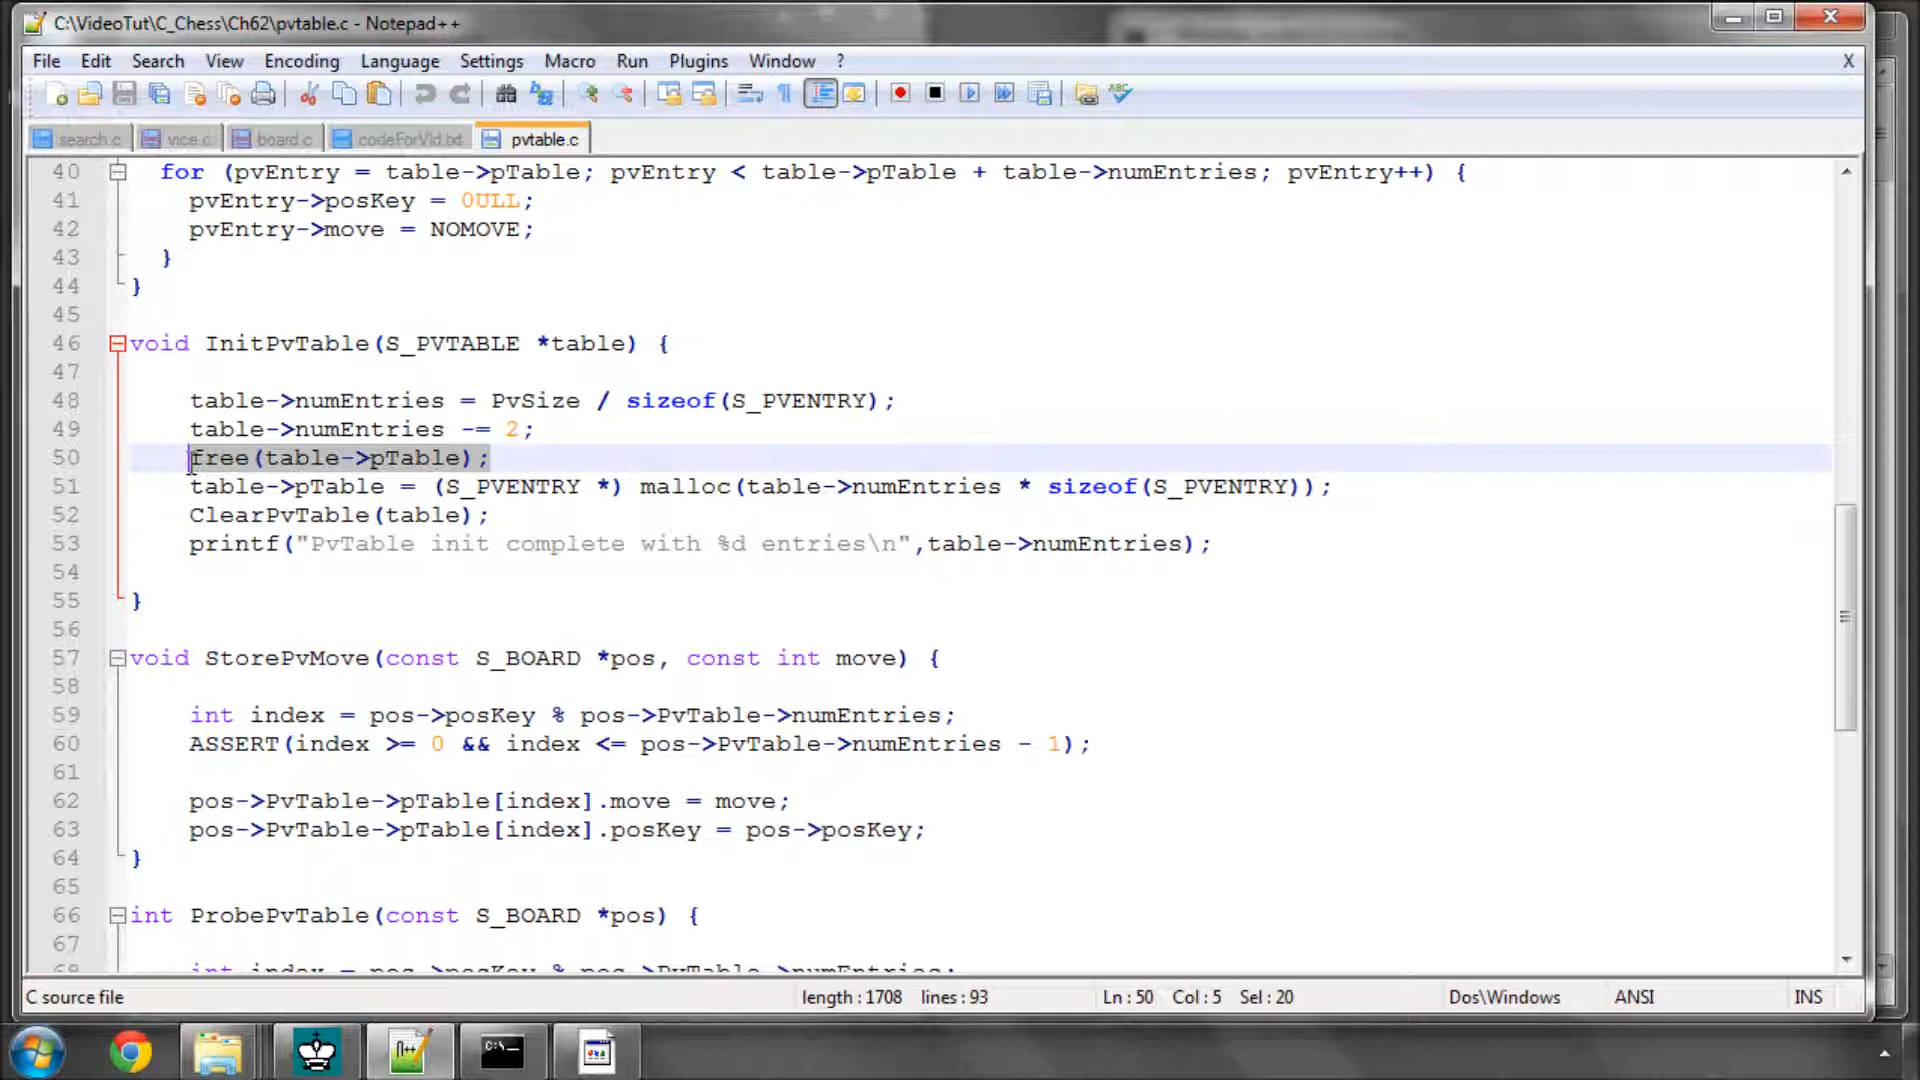 C:\VideoTut\C_Chess\Ch62\pvtable.c - Notepad++
File Edit Search View Encoding Language Settings Macro Run Plugins Window ? X
search.c vice.c board.c codeForVid.txt pvtable.c
40 for (pvEntry = table->pTable; pvEntry < table->pTable + table->numEntries; pvEntry++) {
41 pvEntry->posKey = 0ULL;
42 pvEntry->move = NOMOVE;
43 }
44 }
45
46 void InitPvTable(S_PVTABLE *table) {
47
48 table->numEntries = PvSize / sizeof(S_PVENTRY);
49 table->numEntries -= 2;
50 free(table->pTable);
51 table->pTable = (S_PVENTRY *) malloc(table->numEntries * sizeof(S_PVENTRY));
52 ClearPvTable(table);
53 printf("PvTable init complete with %d entries\n",table->numEntries);
54
55 }
56
57 void StorePvMove(const S_BOARD *pos, const int move) {
58
59 int index = pos->posKey % pos->PvTable->numEntries;
60 ASSERT(index >= 0 && index <= pos->PvTable->numEntries - 1);
61
62 pos->PvTable->pTable[index].move = move;
63 pos->PvTable->pTable[index].posKey = pos->posKey;
64 }
65
66 int ProbePvTable(const S_BOARD *pos) {
67
68 int index = pos->posKey % pos->PvTable->numEntries;
C source file length : 1708 lines : 93 Ln : 50 Col : 5 Sel : 20 Dos\Windows ANSI INS